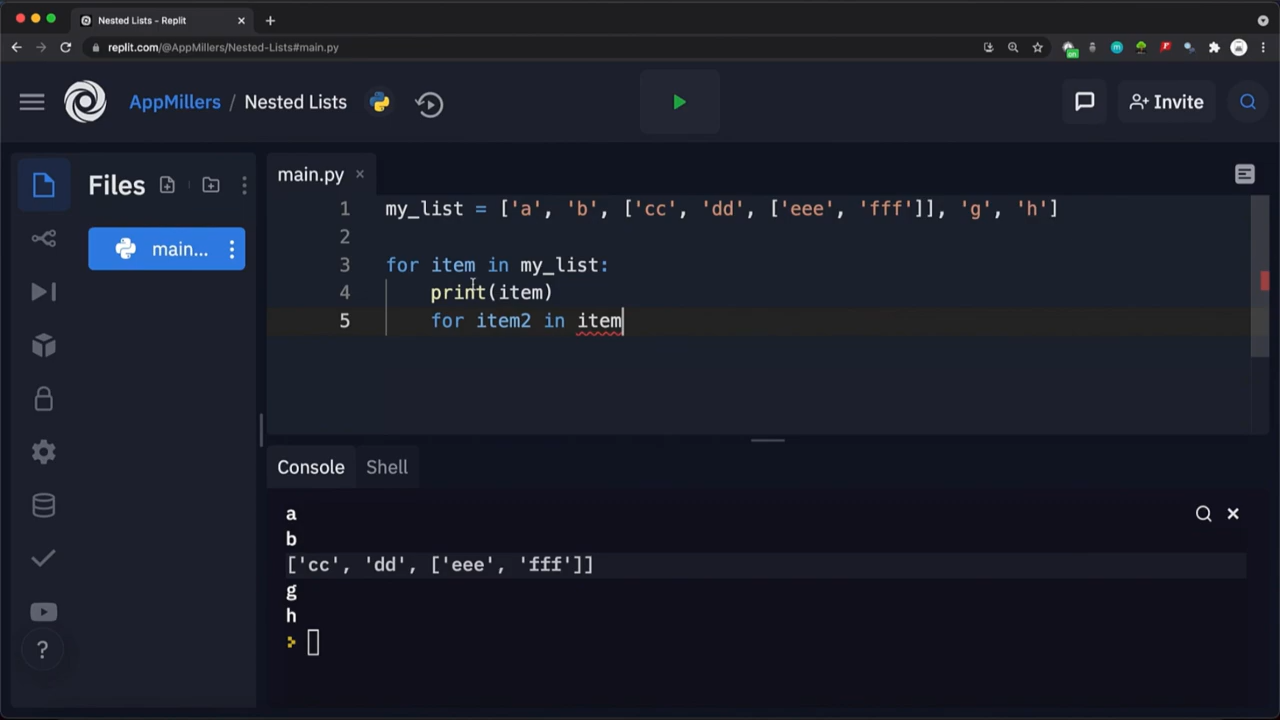 Nested Lists - Replit
replit.com/@AppMillers/Nested-Lists#main.py
on
AppMillers / Nested Lists
Invite
Files
main...
main.py
1 my_list = ['a', 'b', ['cc', 'dd', ['eee', 'fff']], 'g', 'h']
2
3 for item in my_list:
4     print(item)
5     for item2 in item
Console
Shell
a
b
['cc', 'dd', ['eee', 'fff']]
g
h
?